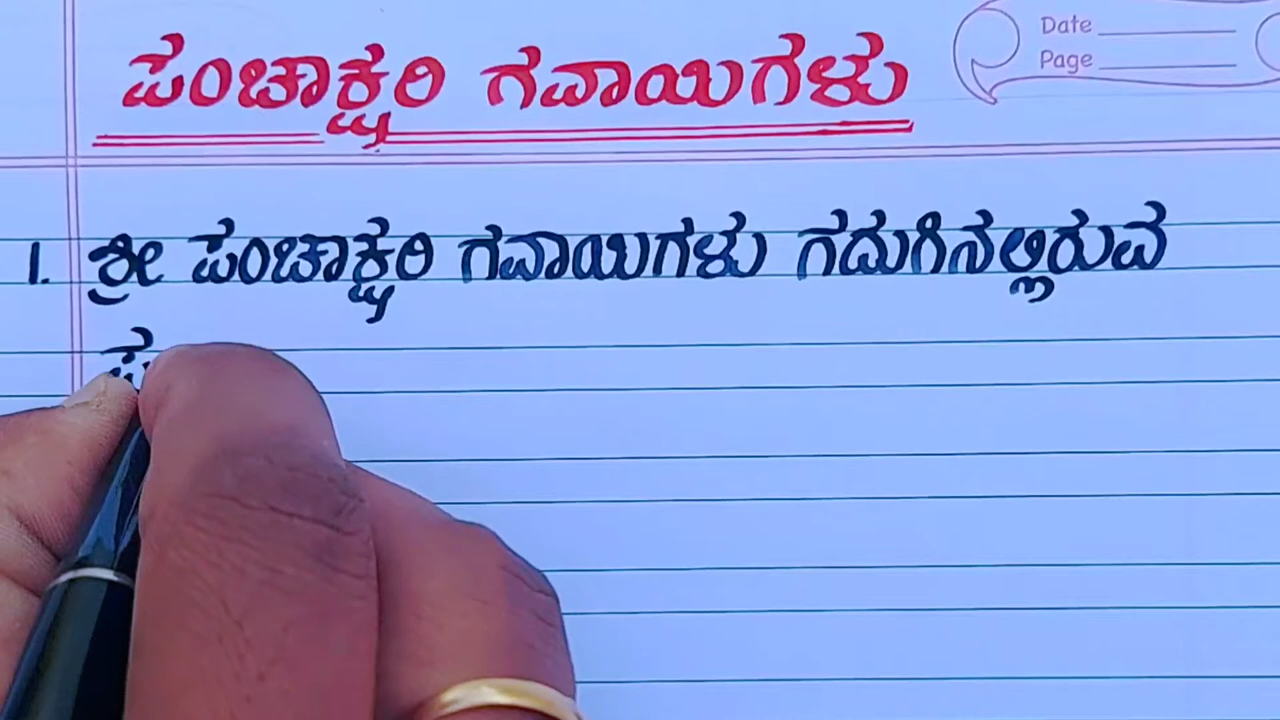 Date
Page
ಪಂಚಾಕ್ಷರಿ ಗವಾಯಿಗಳು
1. ಶ್ರೀ ಪಂಚಾಕ್ಷರಿ ಗವಾಯಿಗಳು ಗದುಗಿನಲ್ಲಿರುವ